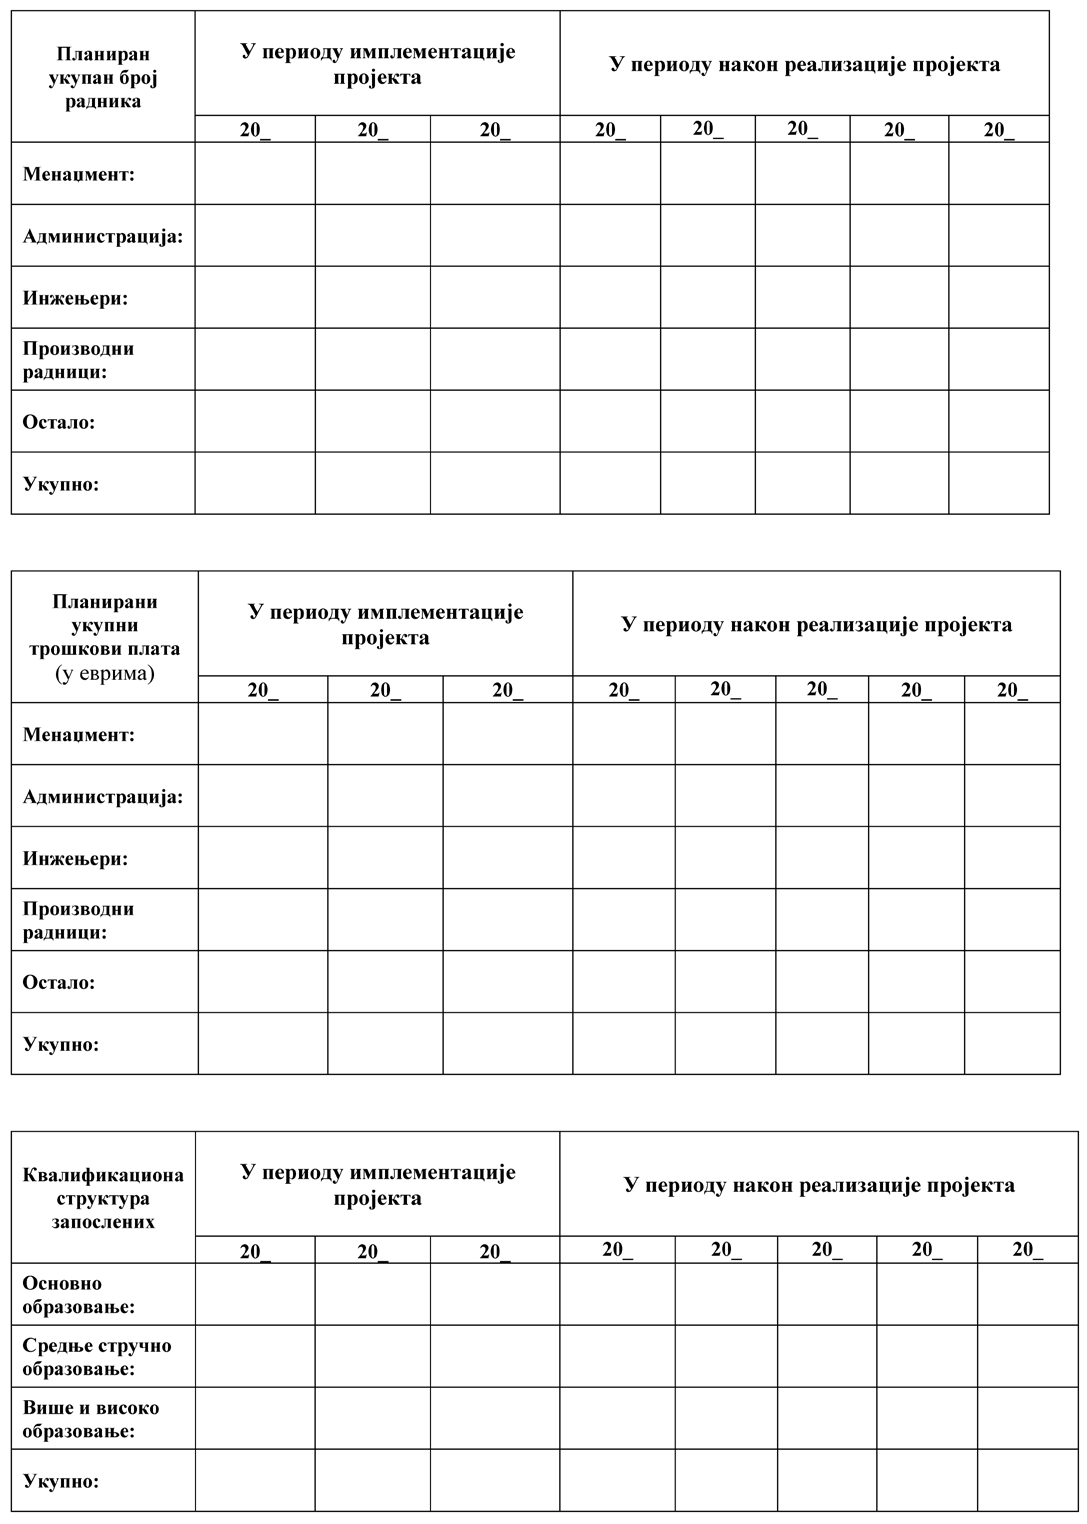 Планиран
укупан број
радника
У периоду имплементације
пројекта
У периоду након реализације пројекта
20_ 20_ 20_ 20_ 20_ 20_ 20_ 20_
Менаџмент:
Администрација:
Инжењери:
Производни
радници:
Остало:
Укупно:
Планирани
укупни
трошкови плата
(у еврима)
У периоду имплементације
пројекта
У периоду након реализације пројекта
20_ 20_ 20_ 20_ 20_ 20_ 20_ 20_
Менаџмент:
Администрација:
Инжењери:
Производни
радници:
Остало:
Укупно:
Квалификациона
структура
запослених
У периоду имплементације
пројекта
У периоду након реализације пројекта
20_ 20_ 20_ 20_ 20_ 20_ 20_ 20_
Основно
образовање:
Средње стручно
образовање:
Више и високо
образовање:
Укупно: